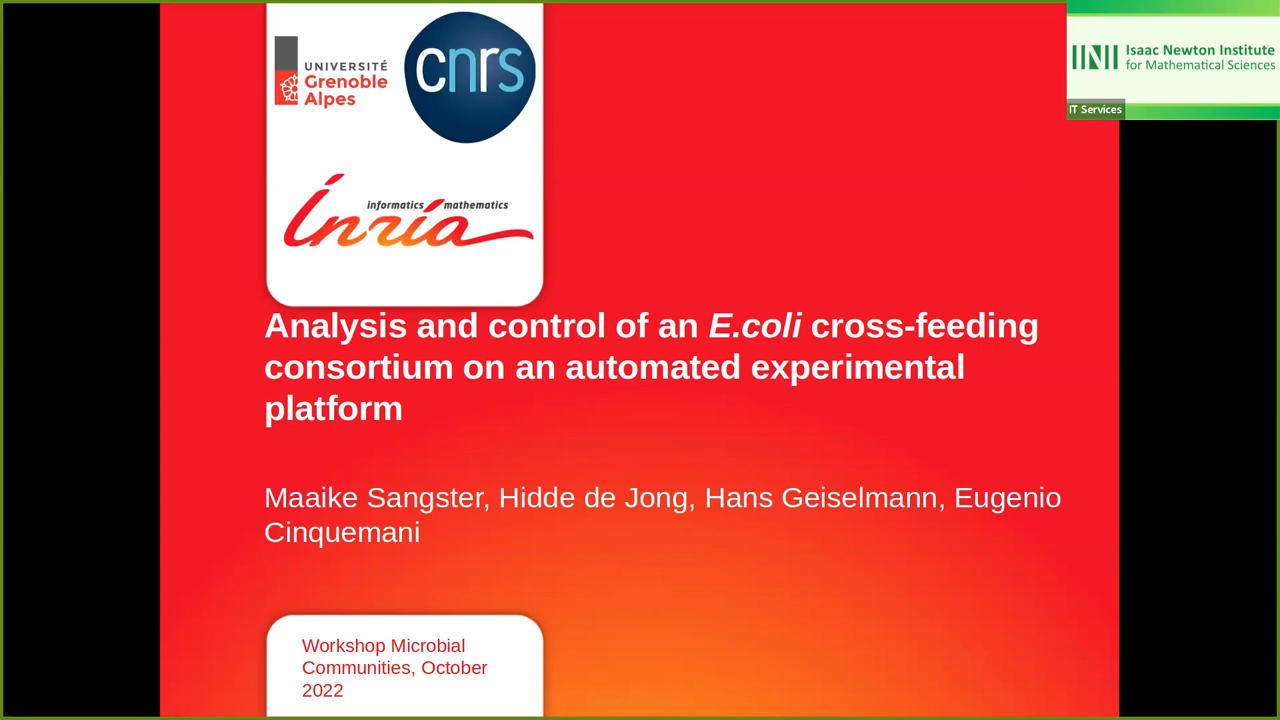 UNIVERSITÉ
Grenoble
Alpes
cnrs
Isaac Newton Institute
for Mathematical Sciences
IT Services
informatics mathematics
Inria
Analysis and control of an E.coli cross-feeding
consortium on an automated experimental
platform
Maaike Sangster, Hidde de Jong, Hans Geiselmann, Eugenio
Cinquemani
Workshop Microbial
Communities, October
2022